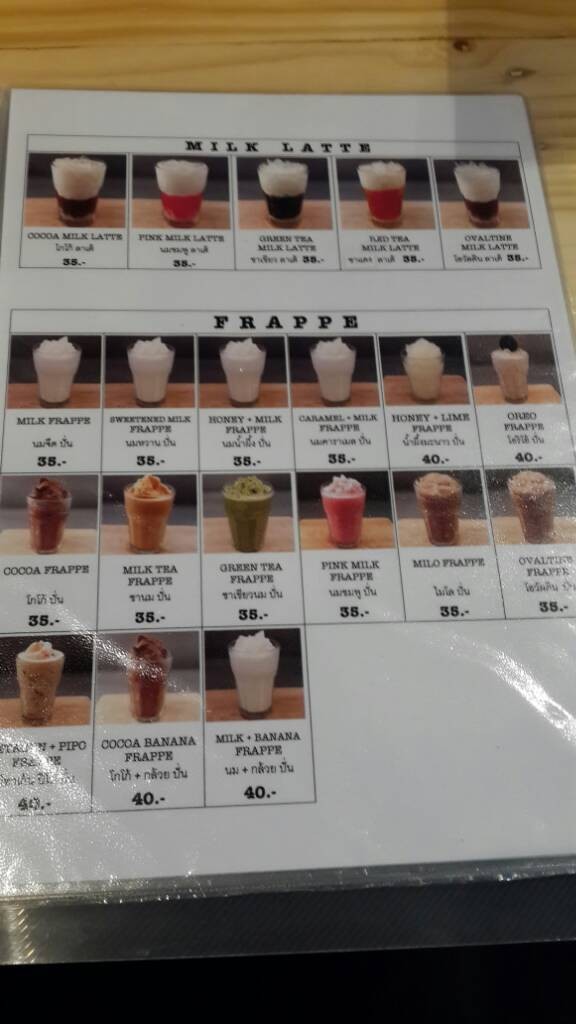 MILK LATTE
COCOA MILK LATTE
โกโก้ ลาเต้
35.-
PINK MILK LATTE
นมชมพู ลาเต้
35.-
GREEN TEA
MILK LATTE
ชาเขียว ลาเต้ 35.-
RED TEA
MILK LATTE
ชาแดง ลาเต้ 35.-
OVALTINE
MILK LATTE
โอวัลติน ลาเต้ 35.-
FRAPPE
MILK FRAPPE
นมจืด ปั่น
35.-
SWEETENED MILK
FRAPPE
นมหวาน ปั่น
35.-
HONEY + MILK
FRAPPE
นมน้ำผึ้ง ปั่น
35.-
CARAMEL + MILK
FRAPPE
นมคาราเมล ปั่น
35.-
HONEY + LIME
FRAPPE
น้ำผึ้งมะนาว ปั่น
40.-
OREO
FRAPPE
โอริโอ้ ปั่น
40.-
COCOA FRAPPE
โกโก้ ปั่น
35.-
MILK TEA
FRAPPE
ชานม ปั่น
35.-
GREEN TEA
FRAPPE
ชาเขียวนม ปั่น
35.-
PINK MILK
FRAPPE
นมชมพู ปั่น
35.-
MILO FRAPPE
ไมโล ปั่น
35.-
OVALTINE
FRAPPE
โอวัลติน ปั่น
35.-
+ PIPO
FRAPPE
40.-
COCOA BANANA
FRAPPE
โกโก้ + กล้วย ปั่น
40.-
MILK + BANANA
FRAPPE
นม + กล้วย ปั่น
40.-